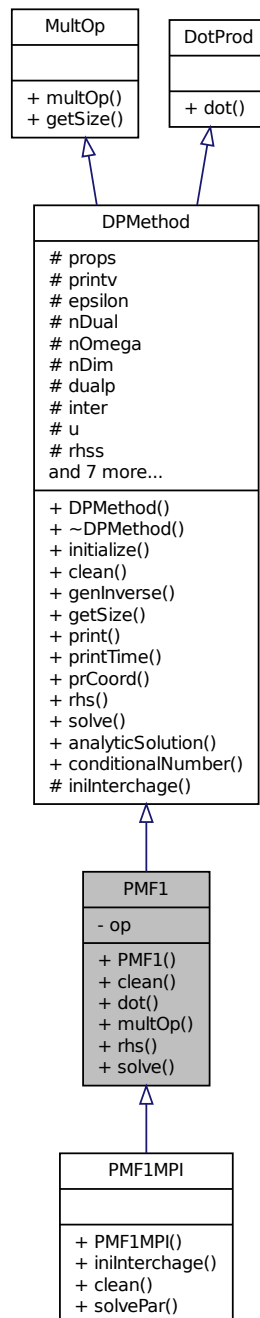 MultOp
+ multOp()
+ getSize()
DotProd
+ dot()
DPMethod
# props
# printv
# epsilon
# nDual
# nOmega
# nDim
# dualp
# inter
# u
# rhss
and 7 more...
+ DPMethod()
+ ~DPMethod()
+ initialize()
+ clean()
+ genInverse()
+ getSize()
+ print()
+ printTime()
+ prCoord()
+ rhs()
+ solve()
+ analyticSolution()
+ conditionalNumber()
# iniInterchage()
PMF1
- op
+ PMF1()
+ clean()
+ dot()
+ multOp()
+ rhs()
+ solve()
PMF1MPI
+ PMF1MPI()
+ iniInterchage()
+ clean()
+ solvePar()